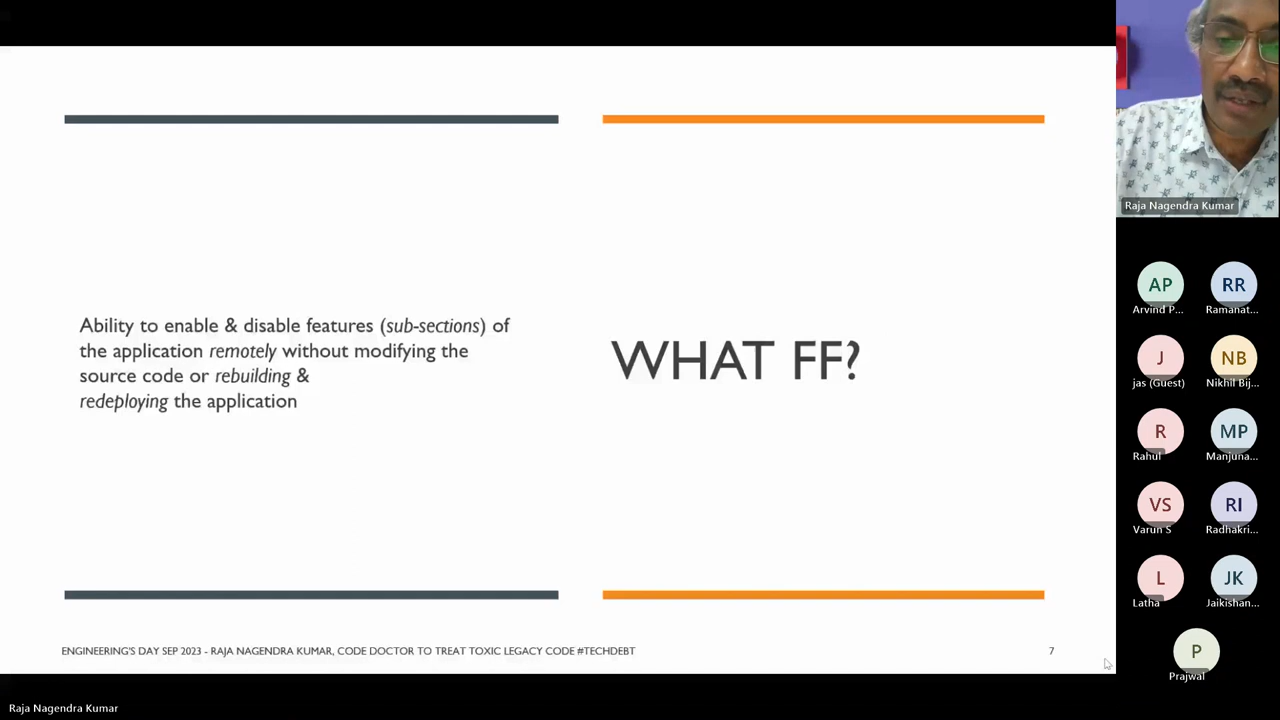 Ability to enable & disable features (sub-sections) of
the application remotely without modifying the
source code or rebuilding &
redeploying the application
WHAT FF?
ENGINEERING'S DAY SEP 2023 - RAJA NAGENDRA KUMAR, CODE DOCTOR TO TREAT TOXIC LEGACY CODE #TECHDEBT
7
Raja Nagendra Kumar
AP
Arvind P...
RR
Ramanat...
J
jas (Guest)
NB
Nikhil Bij...
R
Rahul
MP
Manjuna...
VS
Varun S
RI
Radhakri...
L
Latha
JK
Jaikishan...
P
Prajwal
Raja Nagendra Kumar